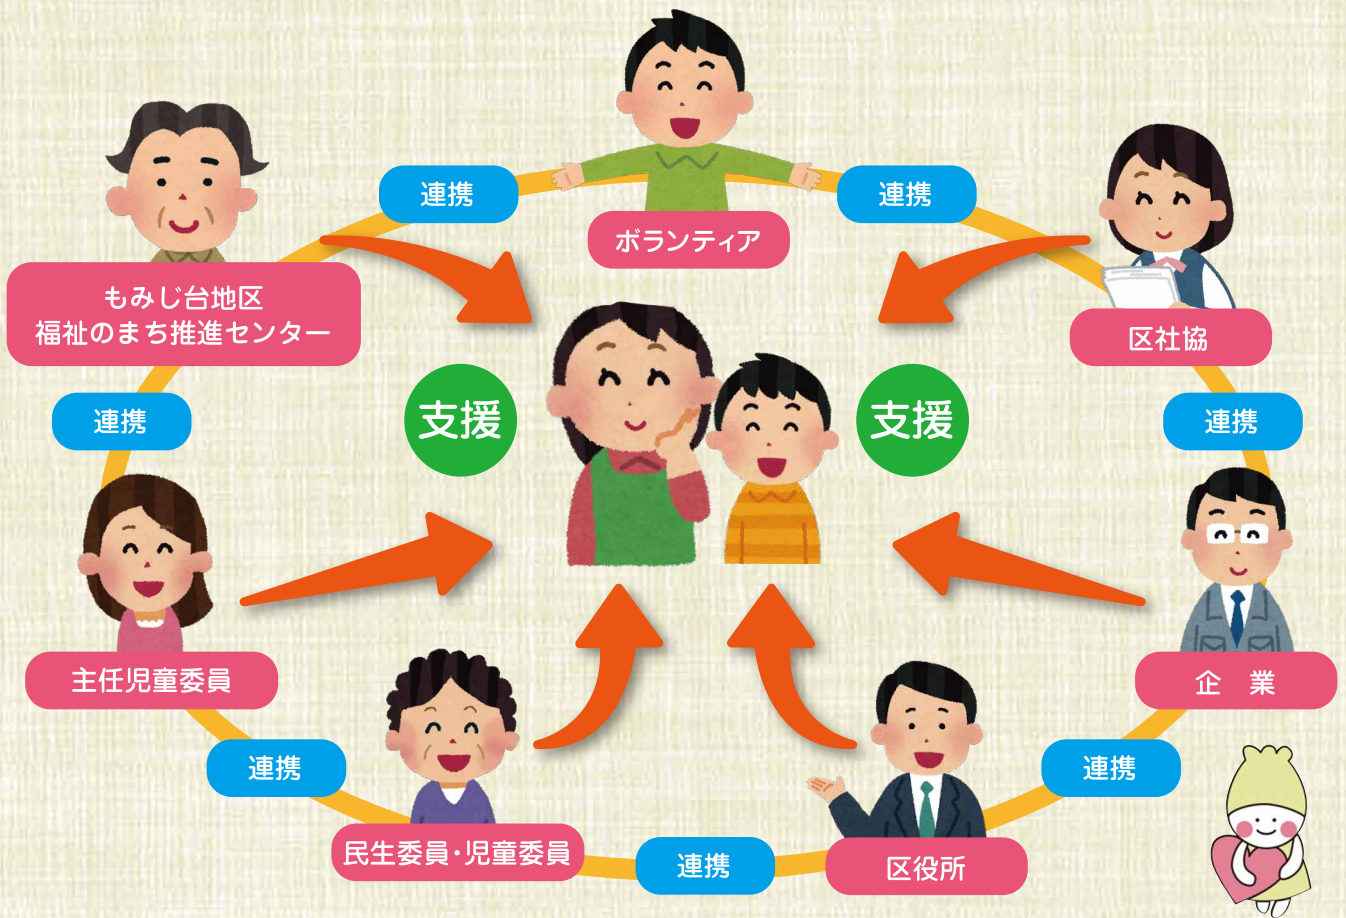 連携
連携
ボランティア
もみじ台地区
福祉のまち推進センター
区社協
連携
支援
支援
連携
主任児童委員
企　業
連携
連携
民生委員・児童委員
連携
区役所